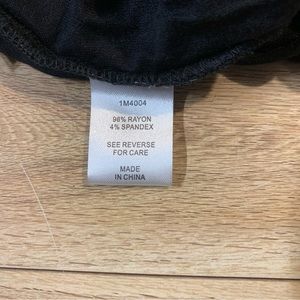 1M4004
96% RAYON
4% SPANDEX
SEE REVERSE
FOR CARE
MADE
IN CHINA